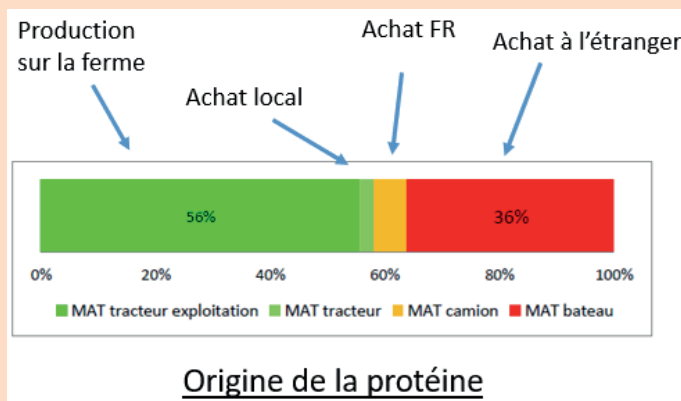 Production
sur la ferme
Achat local
Achat FR
Achat à l'étranger
56%
36%
0% 20% 40% 60% 80% 100%
MAT tracteur exploitation MAT tracteur MAT camion MAT bateau
Origine de la protéine